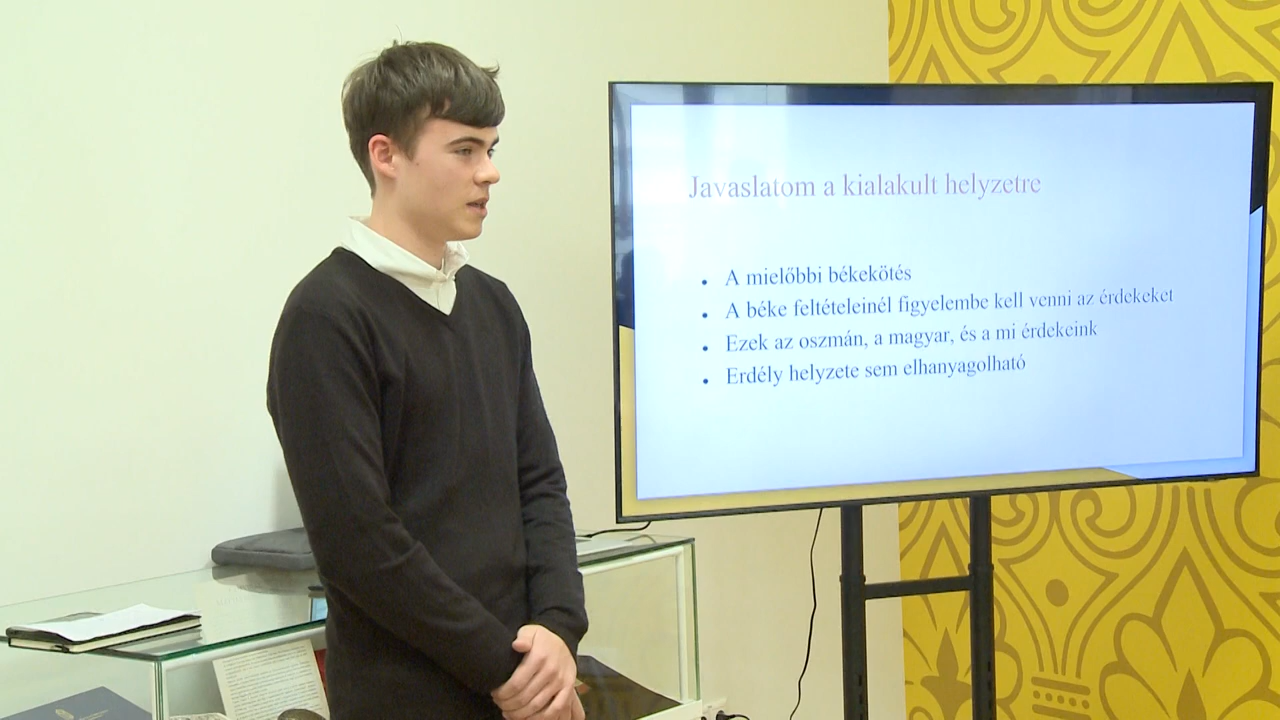 Javaslatom a kialakult helyzetre
• A mielőbbi békekötés
• A béke feltételeinél figyelembe kell venni az érdekeket
• Ezek az oszmán, a magyar, és a mi érdekeink
• Erdély helyzete sem elhanyagolható